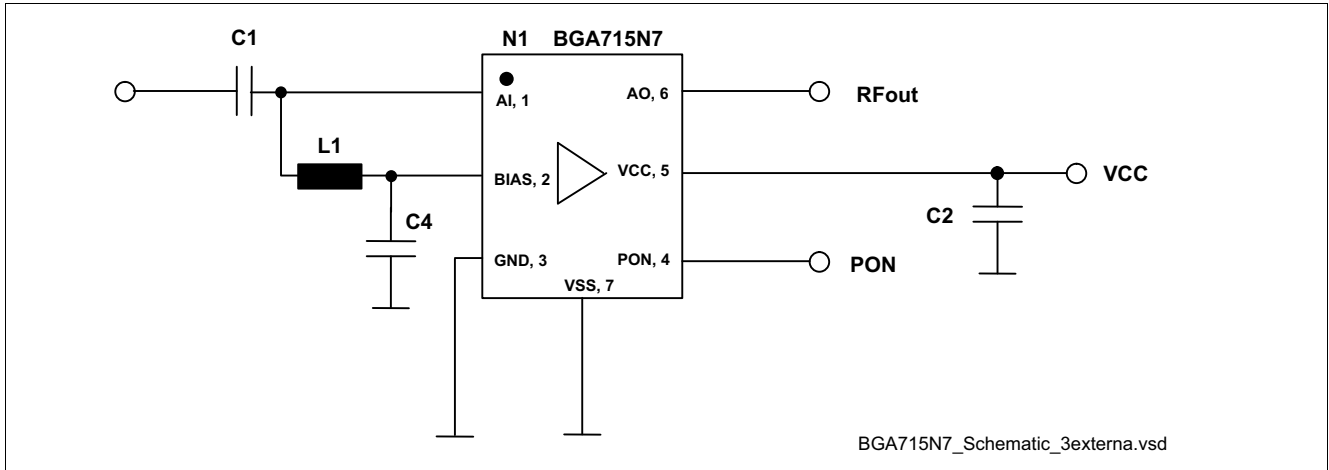 C1
N1 BGA715N7
AI, 1
AO, 6
RFout
L1
BIAS, 2
VCC, 5
VCC
C4
C2
GND, 3
PON, 4
PON
VSS, 7
BGA715N7_Schematic_3externa.vsd